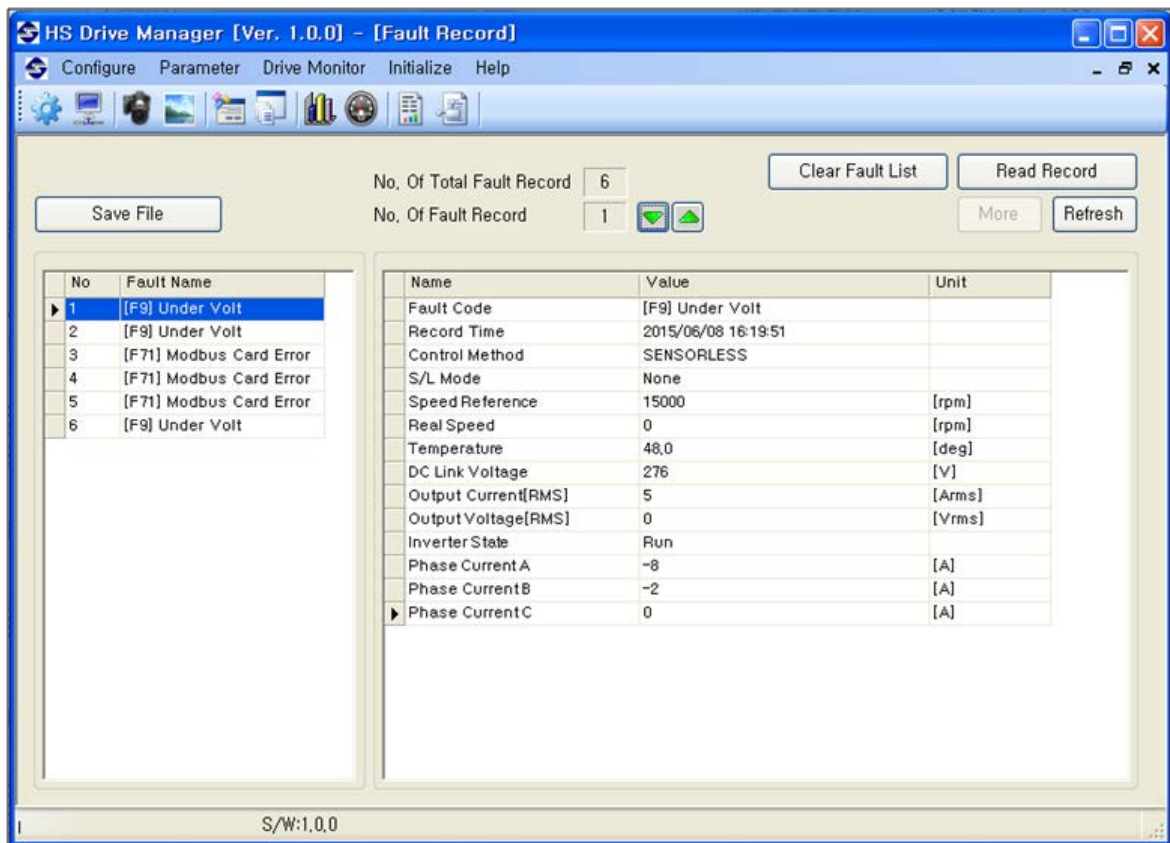 HS Drive Manager [Ver. 1.0.0] - [Fault Record]
Configure Parameter Drive Monitor Initialize Help
Clear Fault List Read Record
No, Of Total Fault Record 6
Save File No, Of Fault Record 1 More Refresh
No Fault Name
1 [F9] Under Volt
2 [F9] Under Volt
3 [F71] Modbus Card Error
4 [F71] Modbus Card Error
5 [F71] Modbus Card Error
6 [F9] Under Volt
Name Value Unit
Fault Code [F9] Under Volt
Record Time 2015/06/08 16:19:51
Control Method SENSORLESS
S/L Mode None
Speed Reference 15000 [rpm]
Real Speed 0 [rpm]
Temperature 48,0 [deg]
DC Link Voltage 276 [V]
Output Current[RMS] 5 [Arms]
Output Voltage[RMS] 0 [Vrms]
Inverter State Run
Phase Current A -8 [A]
Phase Current B -2 [A]
Phase Current C 0 [A]
S/W:1,0,0